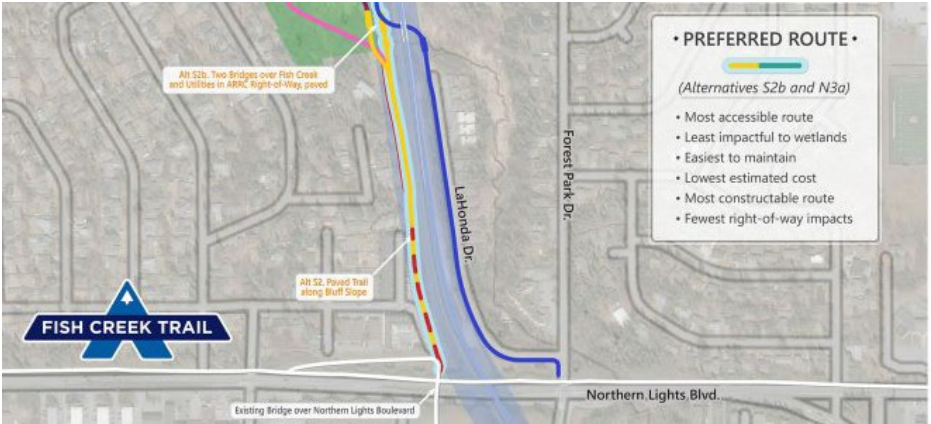 Alt S2b, Two Bridges over Fish Creek
and Utilities in ARRC Right-of-Way, paved
• PREFERRED ROUTE •
(Alternatives S2b and N3a)
• Most accessible route
• Least impactful to wetlands
• Easiest to maintain
• Lowest estimated cost
• Most constructable route
• Fewest right-of-way impacts
Forest Park Dr.
LaHonda Dr.
Alt S2, Paved Trail
along Bluff Slope
FISH CREEK TRAIL
Northern Lights Blvd.
Existing Bridge over Northern Lights Boulevard